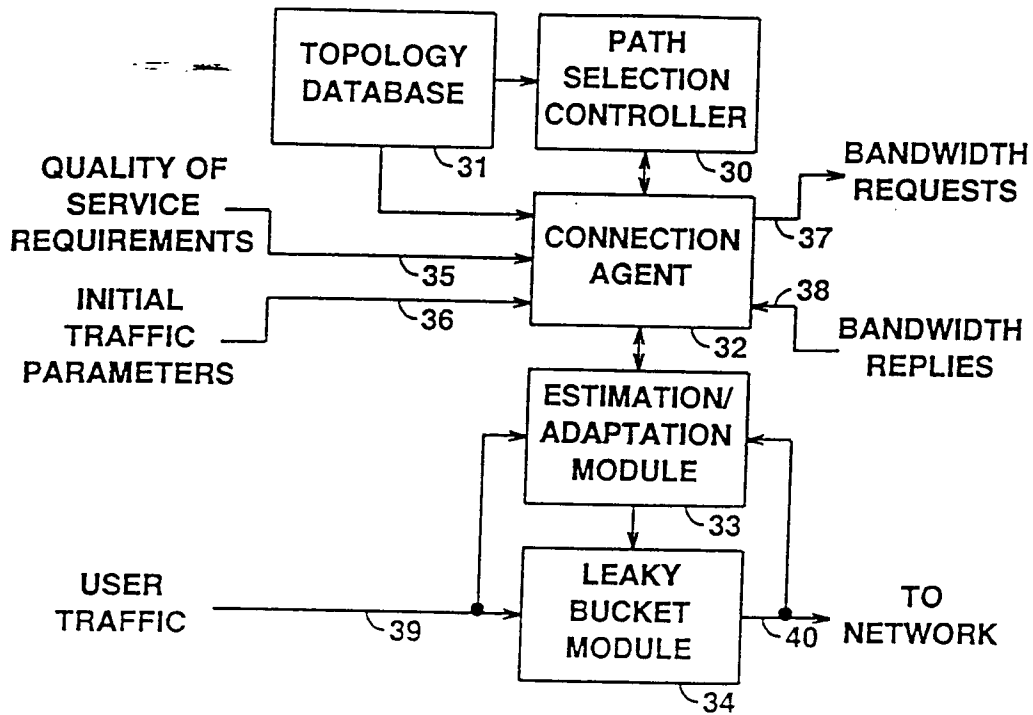 TOPOLOGY
DATABASE
31
PATH
SELECTION
CONTROLLER
30
QUALITY OF
SERVICE
REQUIREMENTS
35
INITIAL
TRAFFIC
PARAMETERS
36
CONNECTION
AGENT
32
BANDWIDTH
REQUESTS
37
38
BANDWIDTH
REPLIES
ESTIMATION/
ADAPTATION
MODULE
33
USER
TRAFFIC
39
LEAKY
BUCKET
MODULE
34
40
TO
NETWORK